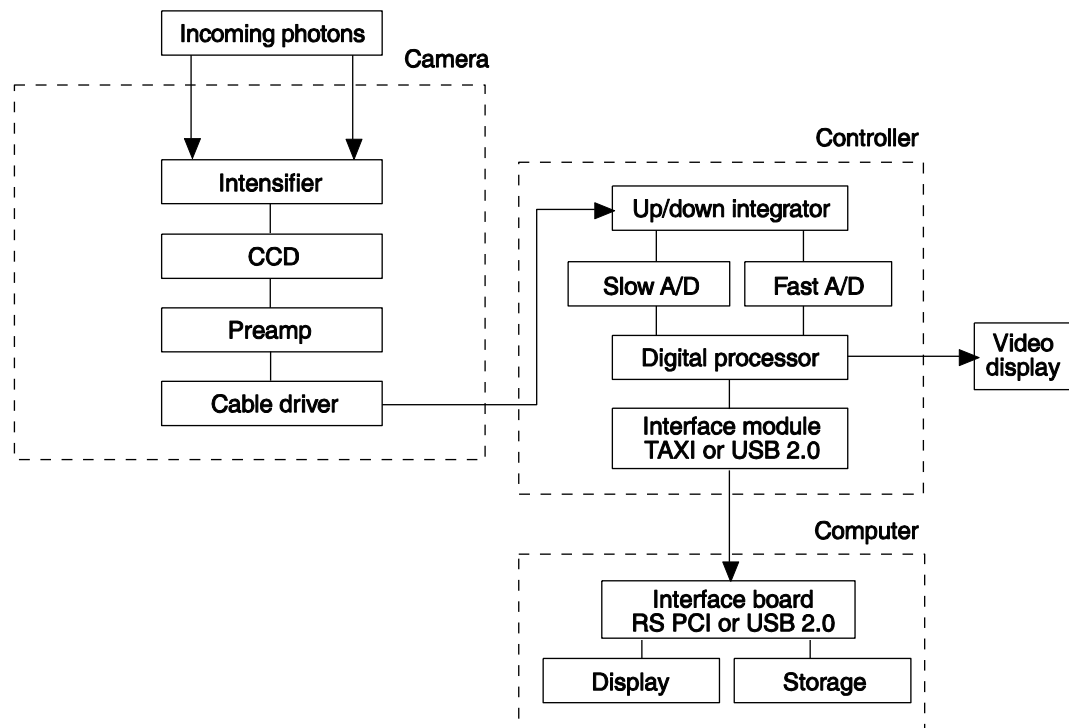 Incoming photons
Camera
Intensifier
CCD
Preamp
Cable driver
Controller
Up/down integrator
Slow A/D
Fast A/D
Digital processor
Video
display
Interface module
TAXI or USB 2.0
Computer
Interface board
RS PCI or USB 2.0
Display
Storage